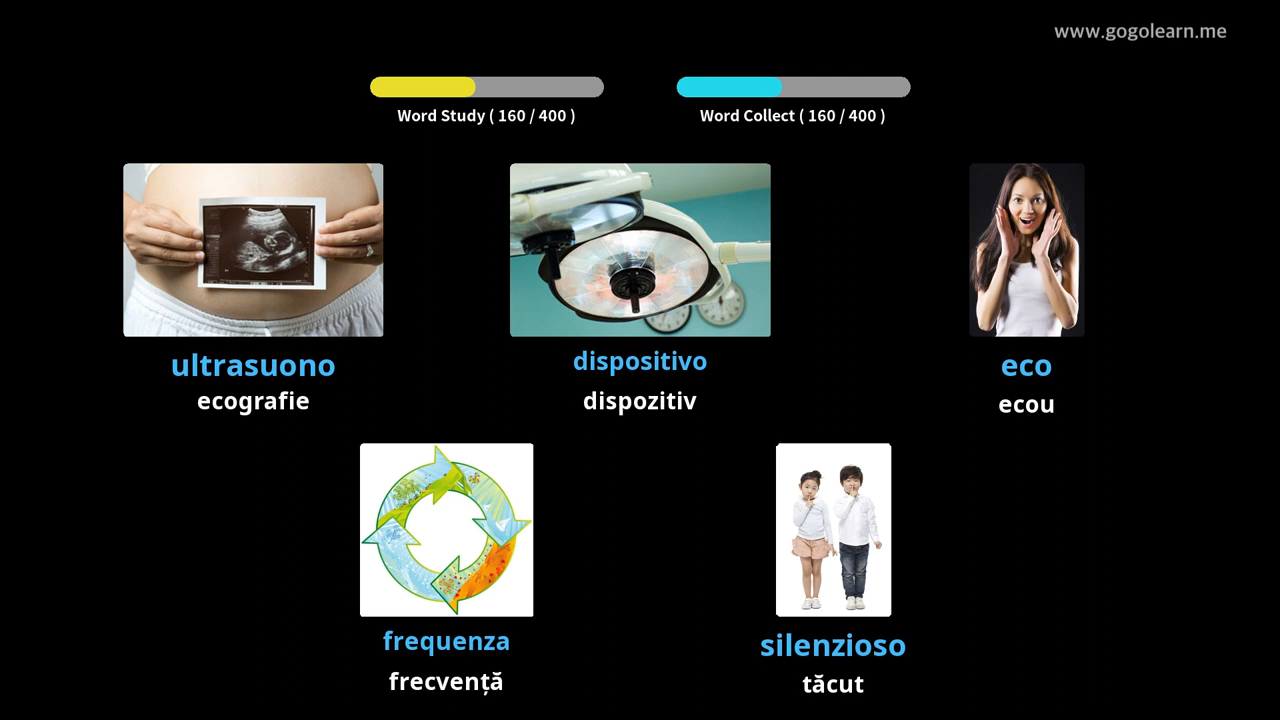 www.gogolearn.me
Word Study ( 160 / 400 )
Word Collect ( 160 / 400 )
ultrasuono
ecografie
dispositivo
dispozitiv
eco
ecou
frequenza
frecvență
silenzioso
tăcut